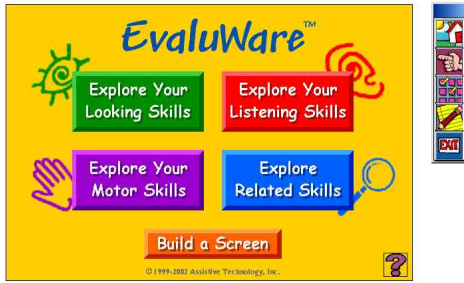 EvaluWare™
Explore Your
Looking Skills
Explore Your
Listening Skills
Explore Your
Motor Skills
Explore
Related Skills
Build a Screen
© 1999-2002 Assistive Technology, Inc.
?
EXIT